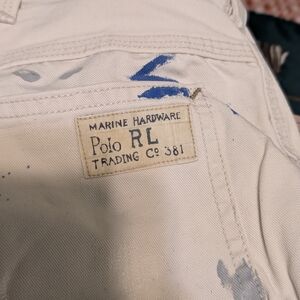 MARINE HARDWARE
Polo RL
TRADING Cº 381